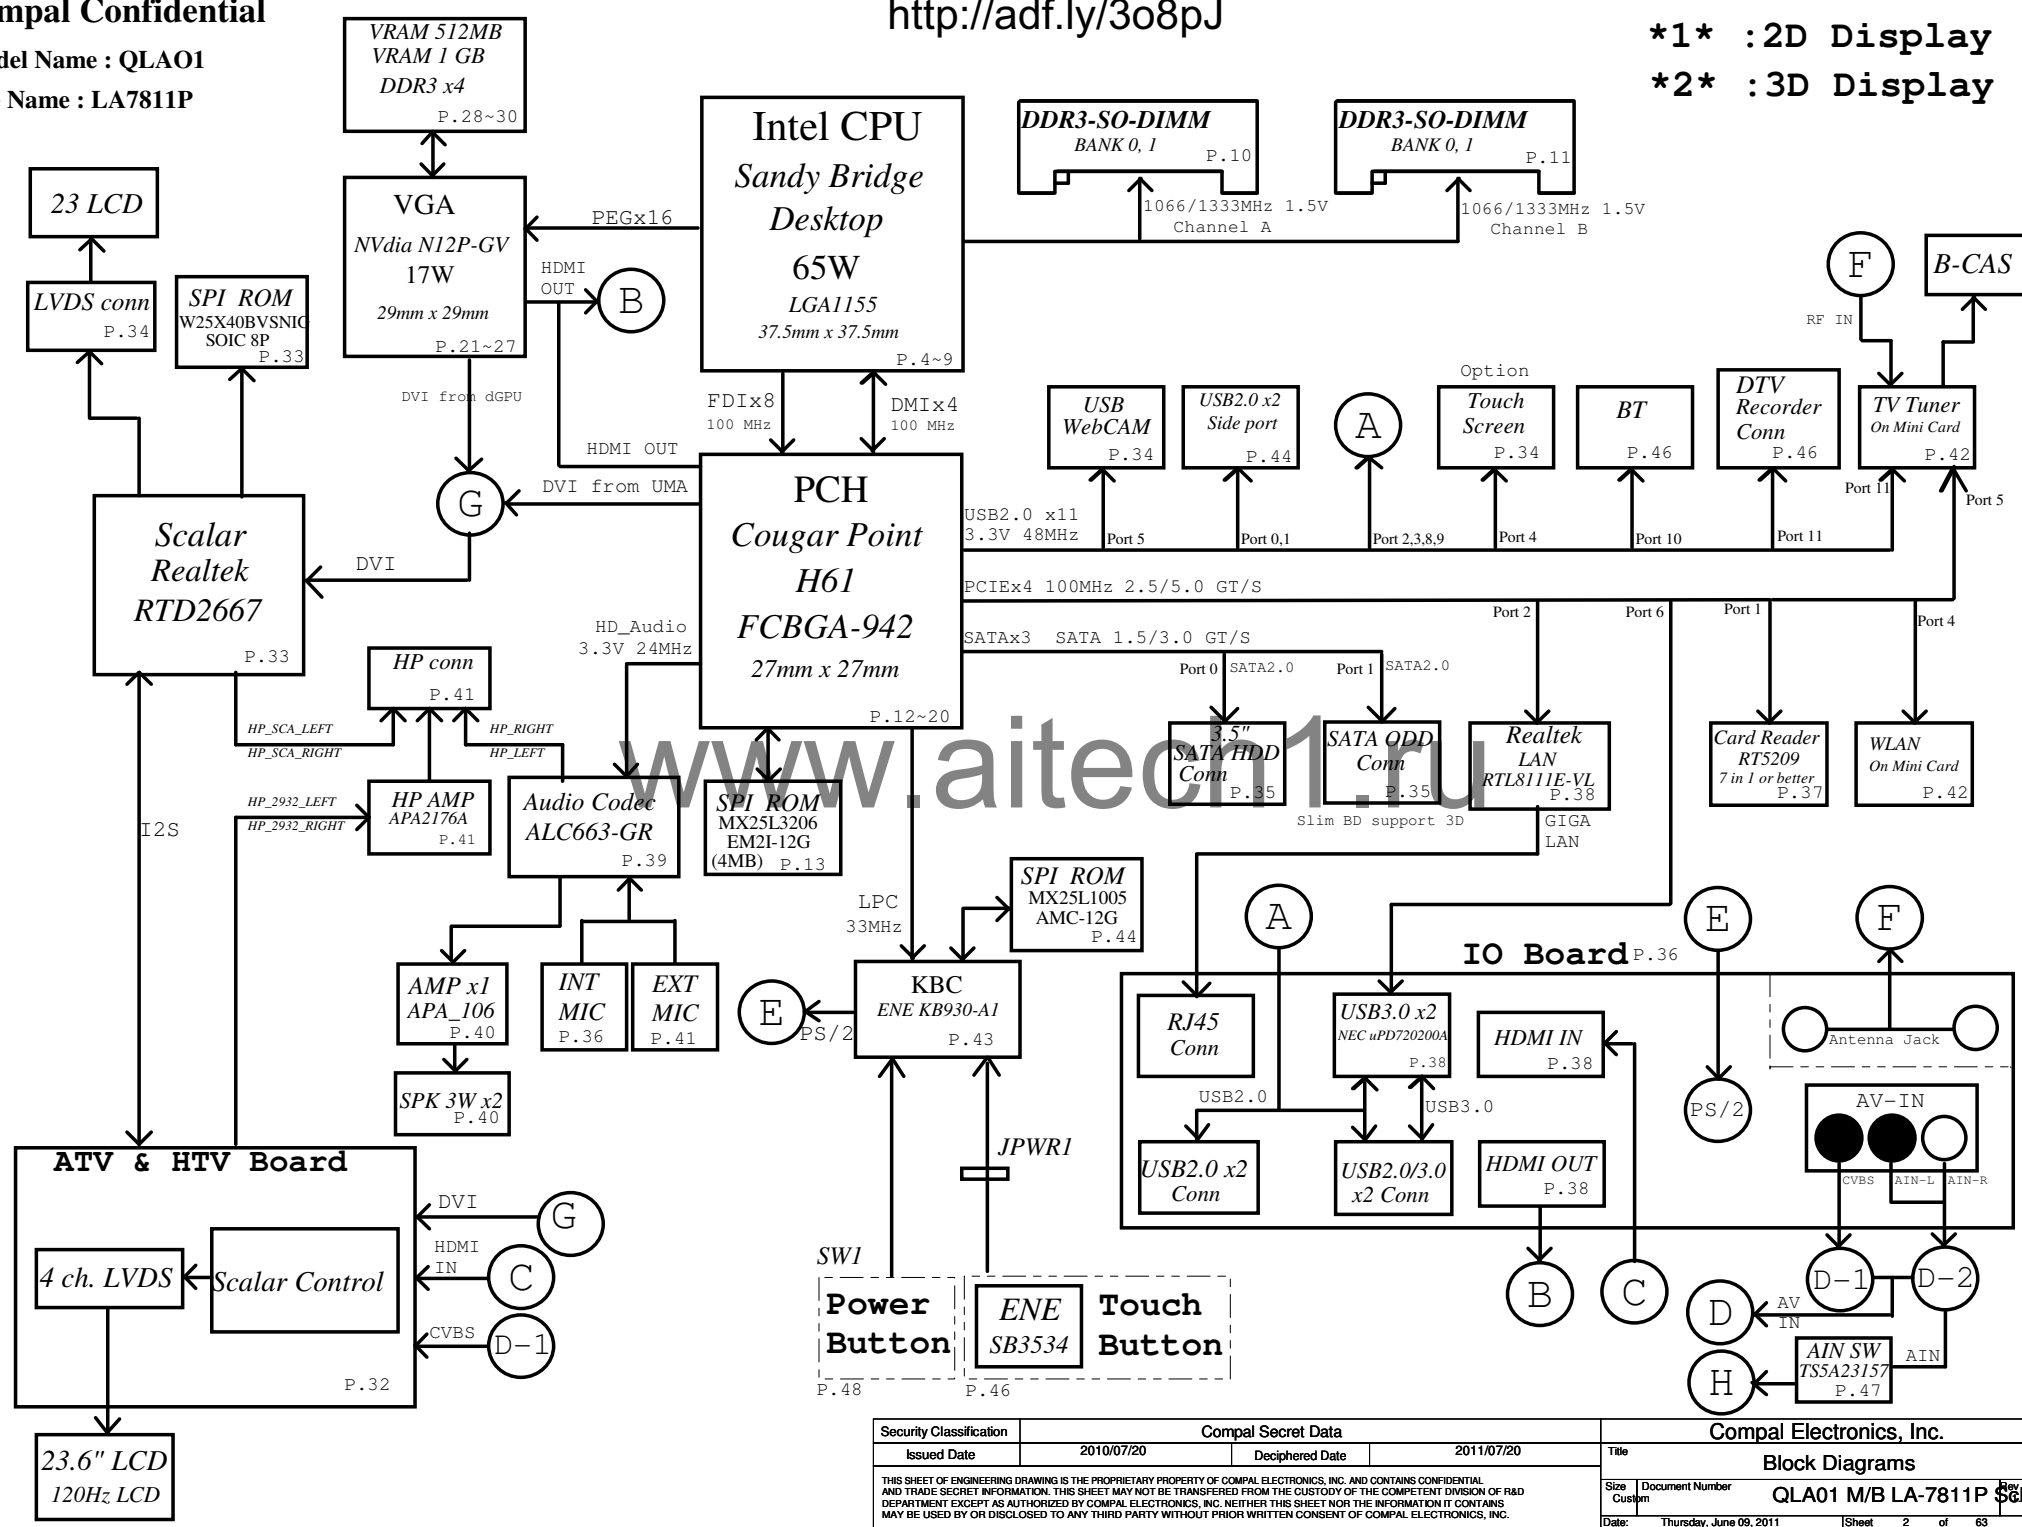 mpal Confidential
del Name : QLAO1
Name : LA7811P
http://adf.ly/3o8pJ
*1* :2D Display
*2* :3D Display
VRAM 512MB
VRAM 1 GB
DDR3 x4
P.28~30
Intel CPU
Sandy Bridge
Desktop
65W
LGA1155
37.5mm x 37.5mm
P.4~9
DDR3-SO-DIMM
BANK 0, 1
P.10
DDR3-SO-DIMM
BANK 0, 1
P.11
1066/1333MHz 1.5V
Channel A
1066/1333MHz 1.5V
Channel B
23 LCD
VGA
NVdia N12P-GV
17W
29mm x 29mm
P.21~27
PEGx16
HDMI
OUT
B
F
RF IN
B-CAS
LVDS conn
P.34
SPI ROM
W25X40BVSNIG
SOIC 8P
P.33
DVI from dGPU
FDIx8
100 MHz
DMIx4
100 MHz
HDMI OUT
USB
WebCAM
P.34
USB2.0 x2
Side port
P.44
A
Option
Touch
Screen
P.34
BT
P.46
DTV
Recorder
Conn
P.46
TV Tuner
On Mini Card
P.42
Port 11
Port 5
G
DVI from UMA
PCH
Cougar Point
H61
FCBGA-942
27mm x 27mm
P.12~20
USB2.0 x11
3.3V 48MHz
Port 5
Port 0,1
Port 2,3,8,9
Port 4
Port 10
Port 11
Scalar
Realtek
RTD2667
P.33
DVI
PCIEx4 100MHz 2.5/5.0 GT/S
Port 2
Port 6
Port 1
Port 4
HD_Audio
3.3V 24MHz
SATAx3 SATA 1.5/3.0 GT/S
Port 0
SATA2.0
Port 1
SATA2.0
HP conn
P.41
HP_SCA_LEFT
HP_SCA_RIGHT
HP_RIGHT
HP_LEFT
www.aitech1.ru
3.5"
SATA HDD
Conn
P.35
SATA ODD
Conn
P.35
Slim BD support 3D
Realtek
LAN
RTL8111E-VL
P.38
GIGA
LAN
Card Reader
RT5209
7 in 1 or better
P.37
WLAN
On Mini Card
P.42
HP_2932_LEFT
HP_2932_RIGHT
I2S
HP AMP
APA2176A
P.41
Audio Codec
ALC663-GR
P.39
SPI ROM
MX25L3206
EM2I-12G
(4MB) P.13
LPC
33MHz
SPI ROM
MX25L1005
AMC-12G
P.44
A
E
F
IO Board P.36
AMP x1
APA_106
P.40
INT
MIC
P.36
EXT
MIC
P.41
E
PS/2
KBC
ENE KB930-A1
P.43
RJ45
Conn
USB3.0 x2
NEC uPD720200A
P.38
HDMI IN
P.38
Antenna Jack
SPK 3W x2
P.40
USB2.0
USB3.0
PS/2
AV-IN
CVBS
AIN-L
AIN-R
JPWR1
USB2.0 x2
Conn
USB2.0/3.0
x2 Conn
HDMI OUT
P.38
ATV & HTV Board
DVI
G
HDMI
IN
C
CVBS
D-1
4 ch. LVDS
Scalar Control
P.32
SW1
Power
Button
P.48
ENE
SB3534
Touch
Button
P.46
B
C
D-1
D-2
D
AV
IN
H
AIN SW
TS5A23157
P.47
AIN
23.6" LCD
120Hz LCD
Security Classification
Compal Secret Data
Issued Date
2010/07/20
Deciphered Date
2011/07/20
THIS SHEET OF ENGINEERING DRAWING IS THE PROPRIETARY PROPERTY OF COMPAL ELECTRONICS, INC. AND CONTAINS CONFIDENTIAL
AND TRADE SECRET INFORMATION. THIS SHEET MAY NOT BE TRANSFERED FROM THE CUSTODY OF THE COMPETENT DIVISION OF R&D
DEPARTMENT EXCEPT AS AUTHORIZED BY COMPAL ELECTRONICS, INC. NEITHER THIS SHEET NOR THE INFORMATION IT CONTAINS
MAY BE USED BY OR DISCLOSED TO ANY THIRD PARTY WITHOUT PRIOR WRITTEN CONSENT OF COMPAL ELECTRONICS, INC.
Compal Electronics, Inc.
Title
Block Diagrams
Size
Custom
Document Number
QLA01 M/B LA-7811P
Date:
Thursday, June 09, 2011
Sheet 2 of 63